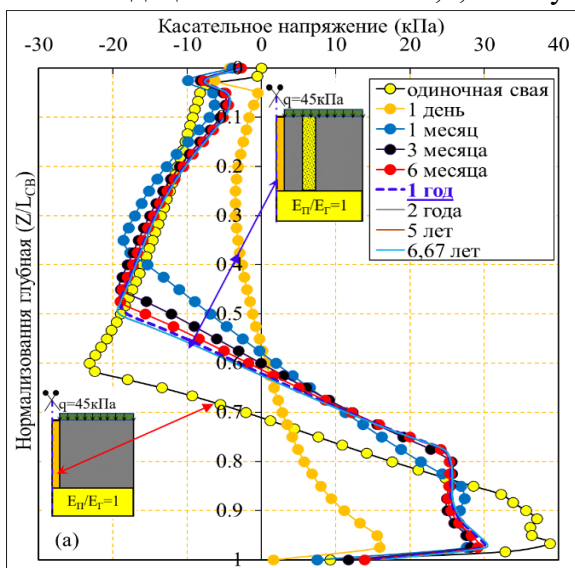 Касательное напряжение (кПа)
-30 -20 -10 0 10 20 30 40
Нормализовання глубная (Z/LСВ)
0
0.1
0.2
0.3
0.4
0.5
0.6
0.7
0.8
0.9
1
q=45кПа
EП/EГ=1
одиночная свая
1 день
1 месяц
3 месяца
6 месяца
1 год
2 года
5 лет
6,67 лет
q=45кПа
EП/EГ=1
(a)